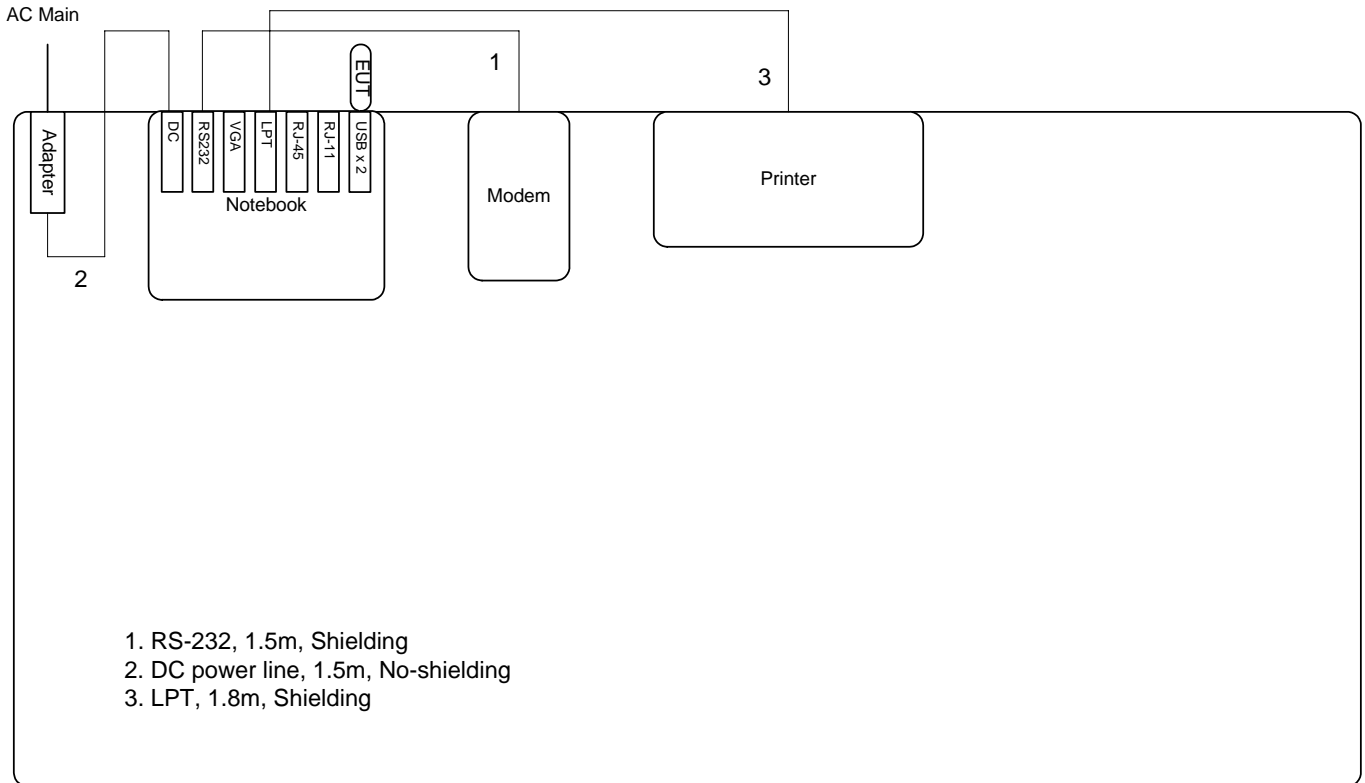 AC Main
1
3
EUT
Adapter
DC
RS232
VGA
LPT
RJ-45
RJ-11
USB x 2
Notebook
Modem
Printer
2
1. RS-232, 1.5m, Shielding
2. DC power line, 1.5m, No-shielding
3. LPT, 1.8m, Shielding